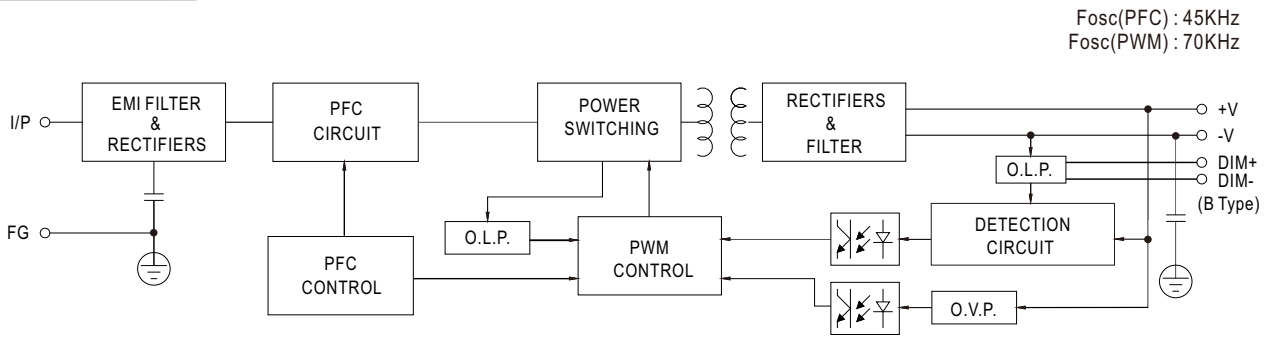 Fosc(PFC) : 45KHz
Fosc(PWM) : 70KHz
I/P
EMI FILTER
&
RECTIFIERS
PFC
CIRCUIT
POWER
SWITCHING
RECTIFIERS
&
FILTER
+V
-V
O.L.P.
DIM+
DIM-
(B Type)
FG
O.L.P.
PFC
CONTROL
PWM
CONTROL
DETECTION
CIRCUIT
O.V.P.